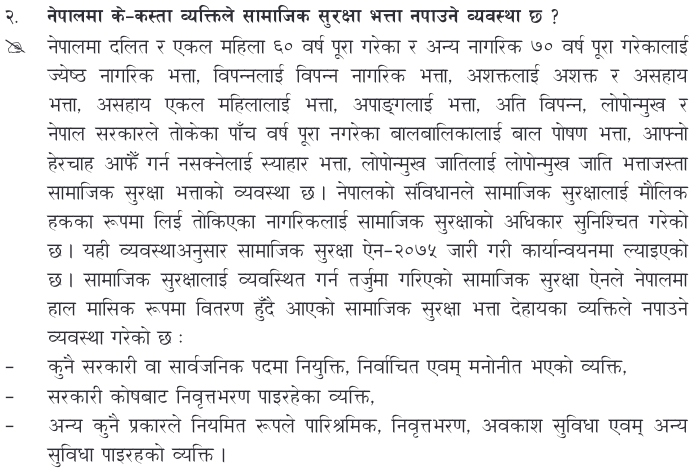 २. नेपालमा के-कस्ता व्यक्तिले सामाजिक सुरक्षा भत्ता नपाउने व्यवस्था छ ?
नेपालमा दलित र एकल महिला ६० वर्ष पूरा गरेका र अन्य नागरिक ७० वर्ष पूरा गरेकालाई
ज्येष्ठ नागरिक भत्ता, विपन्नलाई विपन्न नागरिक भत्ता, अशक्तलाई अशक्त र असहाय
भत्ता, असहाय एकल महिलालाई भत्ता, अपाङ्गलाई भत्ता, अति विपन्न, लोपोन्मुख र
नेपाल सरकारले तोकेका पाँच वर्ष पूरा नगरेका बालबालिकालाई बाल पोषण भत्ता, आफ्नो
हेरचाह आफैँ गर्न नसक्नेलाई स्याहार भत्ता, लोपोन्मुख जातिलाई लोपोन्मुख जाति भत्ताजस्ता
सामाजिक सुरक्षा भत्ताको व्यवस्था छ । नेपालको संविधानले सामाजिक सुरक्षालाई मौलिक
हकका रूपमा लिई तोकिएका नागरिकलाई सामाजिक सुरक्षाको अधिकार सुनिश्चित गरेको
छ । यही व्यवस्थाअनुसार सामाजिक सुरक्षा ऐन-२०७५ जारी गरी कार्यान्वयनमा ल्याइएको
छ । सामाजिक सुरक्षालाई व्यवस्थित गर्न तर्जुमा गरिएको सामाजिक सुरक्षा ऐनले नेपालमा
हाल मासिक रूपमा वितरण हुँदै आएको सामाजिक सुरक्षा भत्ता देहायका व्यक्तिले नपाउने
व्यवस्था गरेको छ :
- कुनै सरकारी वा सार्वजनिक पदमा नियुक्ति, निर्वाचित एवम् मनोनीत भएको व्यक्ति,
- सरकारी कोषबाट निवृत्तभरण पाइरहेका व्यक्ति,
- अन्य कुनै प्रकारले नियमित रूपले पारिश्रमिक, निवृत्तभरण, अवकाश सुविधा एवम् अन्य
सुविधा पाइरहको व्यक्ति ।